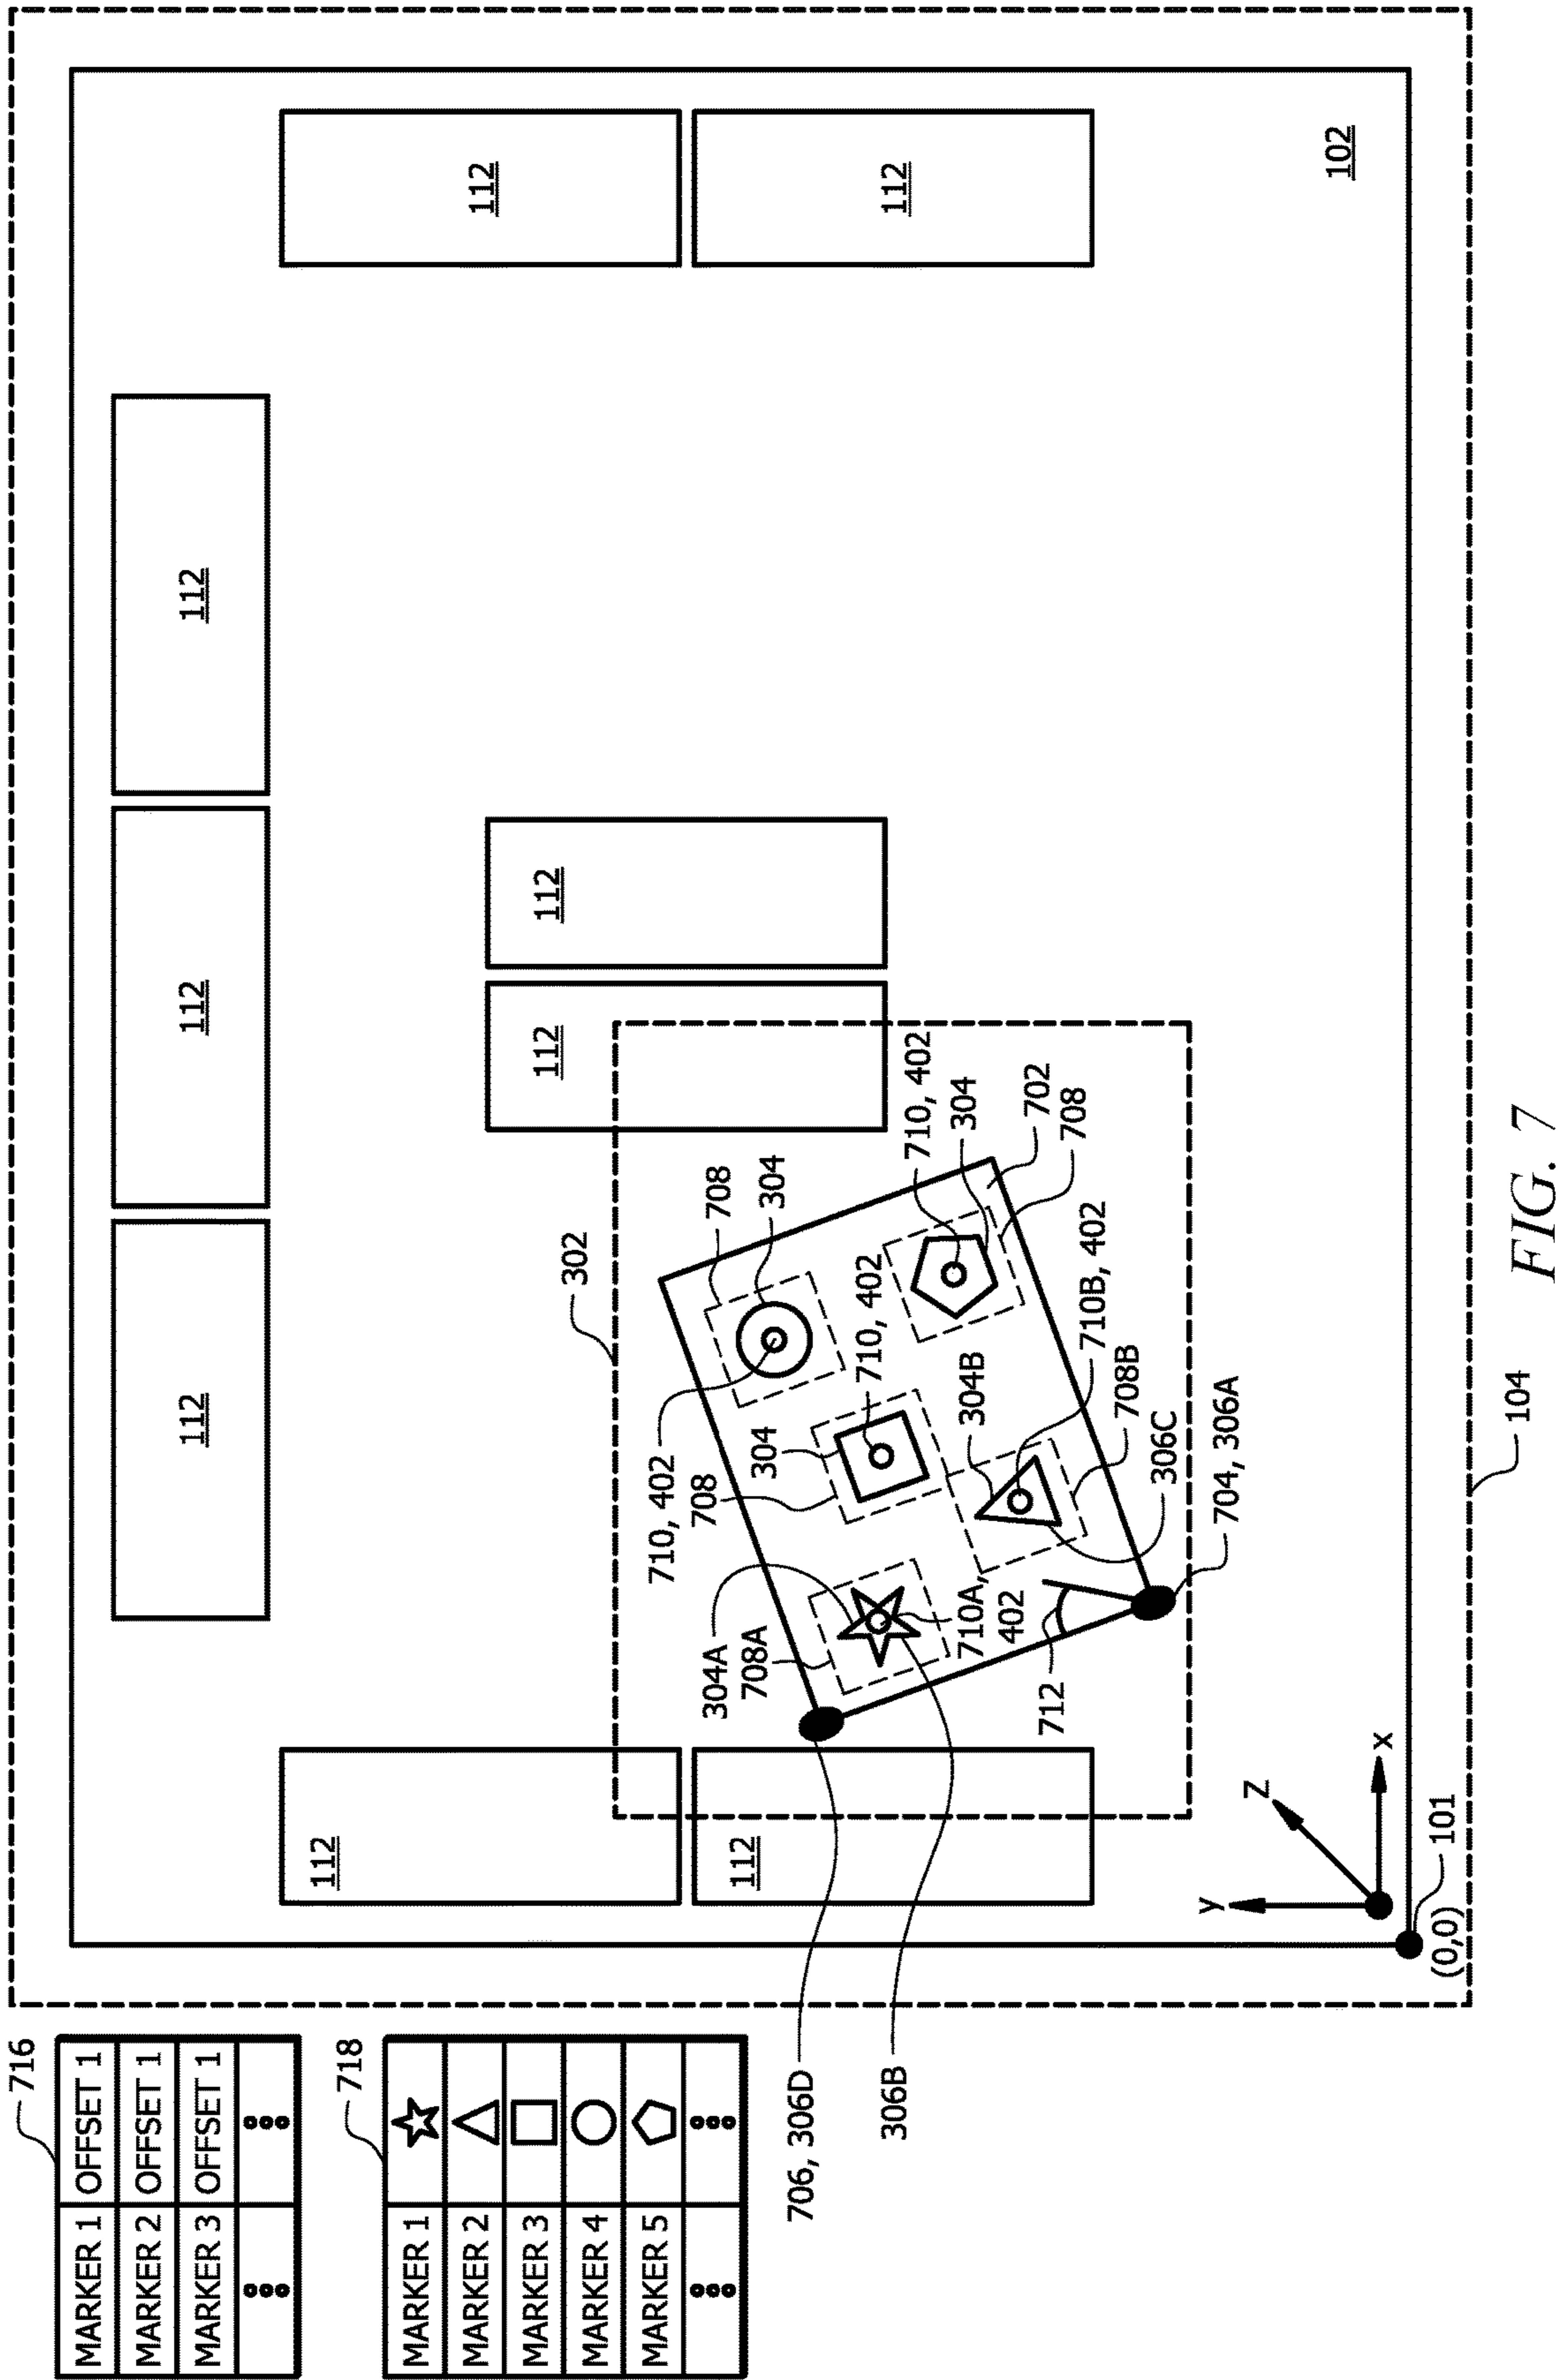 716
MARKER 1 OFFSET 1
MARKER 2 OFFSET 1
MARKER 3 OFFSET 1
718
MARKER 1
MARKER 2
MARKER 3
MARKER 4
MARKER 5
706, 306D
306B
112
112
112
112
112
112
112
112
112
102
302
304A
708A
710, 402
708
304
708
304
710, 402
710, 402
304
702
708
710A,
402
304B
710B, 402
708B
306C
704, 306A
712
y
Z
x
(0,0)
101
104
FIG. 7